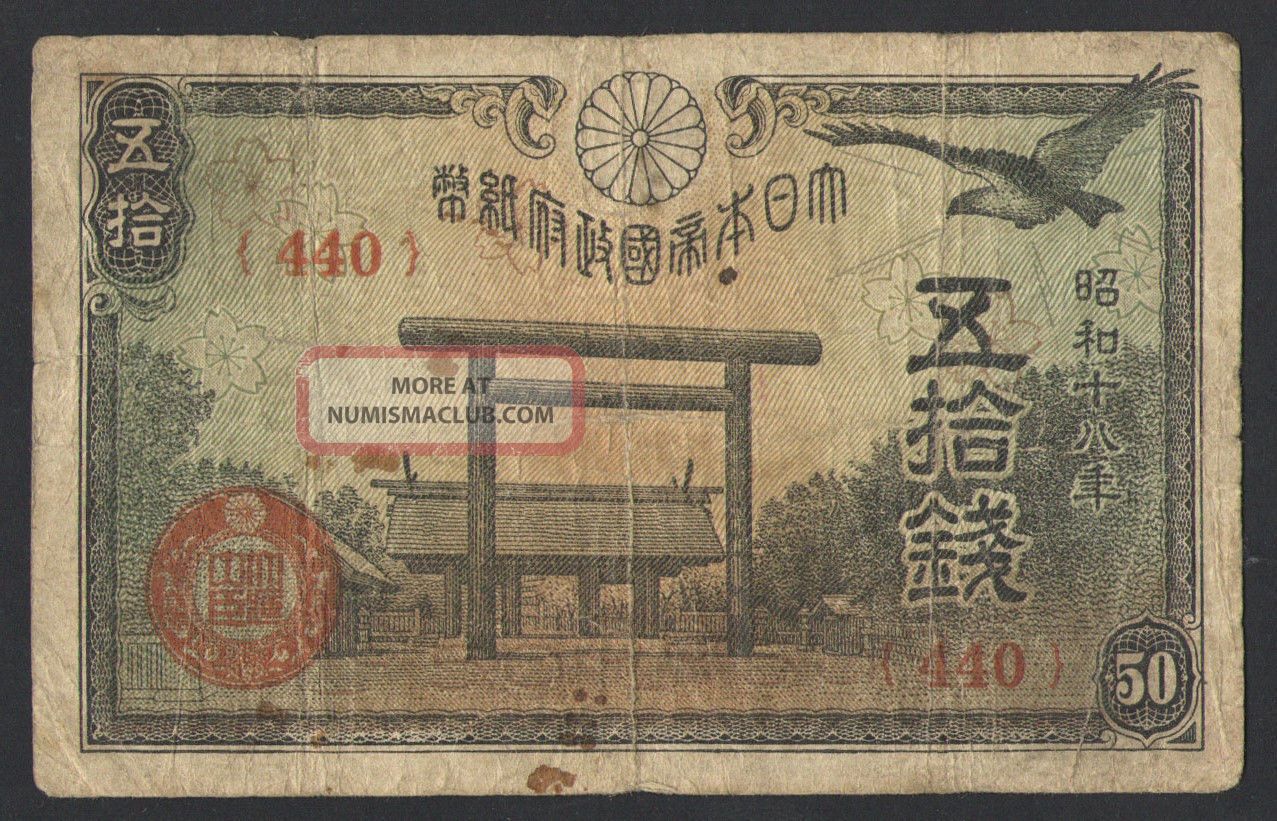 大日本帝國政府紙幣
五拾
{ 440 }
昭和十八年
五拾錢
MORE AT
NUMISMACLUB.COM
{ 440 }
50